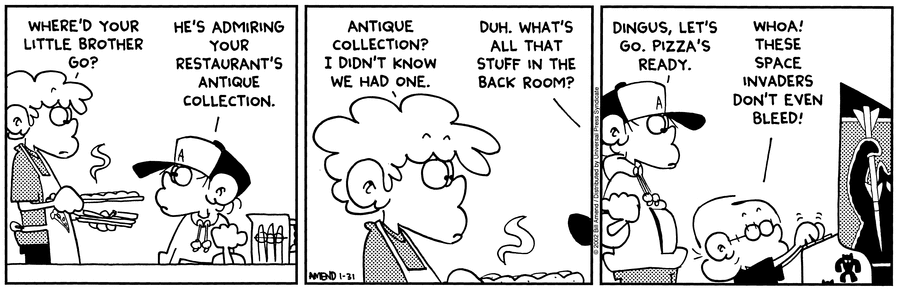 WHERE'D YOUR
LITTLE BROTHER
GO?
HE'S ADMIRING
YOUR
RESTAURANT'S
ANTIQUE
COLLECTION.
A
ANTIQUE
COLLECTION?
I DIDN'T KNOW
WE HAD ONE.
DUH. WHAT'S
ALL THAT
STUFF IN THE
BACK ROOM?
AMEND 1-31
© 2002 Bill Amend / Distributed by Universal Press Syndicate
DINGUS, LET'S
GO. PIZZA'S
READY.
A
WHOA!
THESE
SPACE
INVADERS
DON'T EVEN
BLEED!